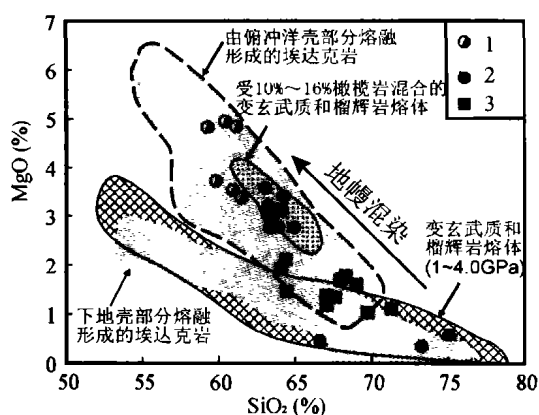 7
6
5
4
3
2
1
0
MgO (%)
由俯冲洋壳部分熔融
形成的埃达克岩
受10%～16%橄榄岩混合的
变玄武质和榴辉岩熔体
1
2
3
地幔混染
变玄武质和
榴辉岩熔体
(1~4.0GPa)
下地壳部分熔融
形成的埃达克岩
50 55 60 65 70 75 80
SiO₂ (%)